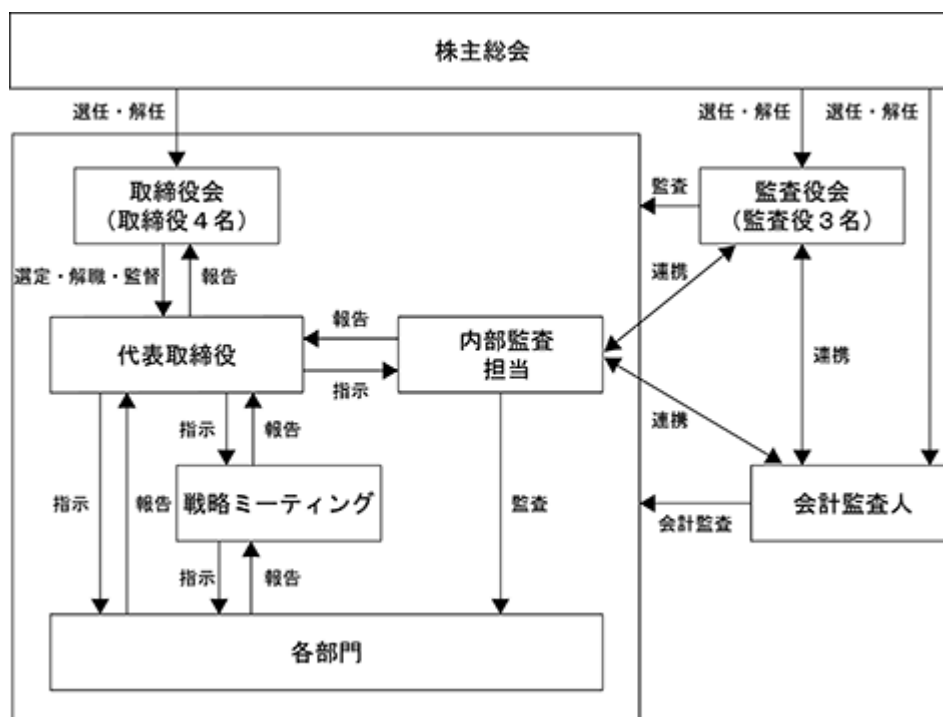 株主総会
選任・解任
選任・解任
選任・解任
取締役会
（取締役４名）
監査
監査役会
（監査役３名）
選定・解職・監督
報告
連携
報告
代表取締役
内部監査
担当
指示
連携
連携
指示
報告
指示
報告
戦略ミーティング
監査
会計監査人
会計監査
指示
報告
各部門